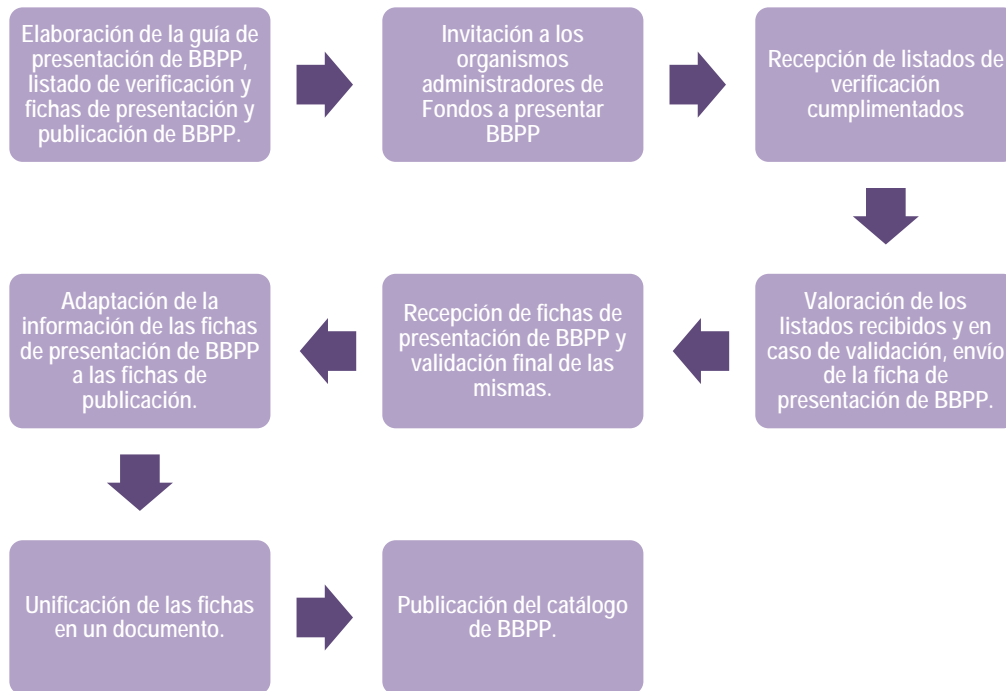 Elaboración de la guía de
presentación de BBPP,
listado de verificación y
fichas de presentación y
publicación de BBPP.
Invitación a los
organismos
administradores de
Fondos a presentar
BBPP
Recepción de listados de
verificación
cumplimentados
Valoración de los
listados recibidos y en
caso de validación, envío
de la ficha de
presentación de BBPP.
Recepción de fichas de
presentación de BBPP y
validación final de las
mismas.
Adaptación de la
información de las fichas
de presentación de BBPP
a las fichas de
publicación.
Unificación de las fichas
en un documento.
Publicación del catálogo
de BBPP.